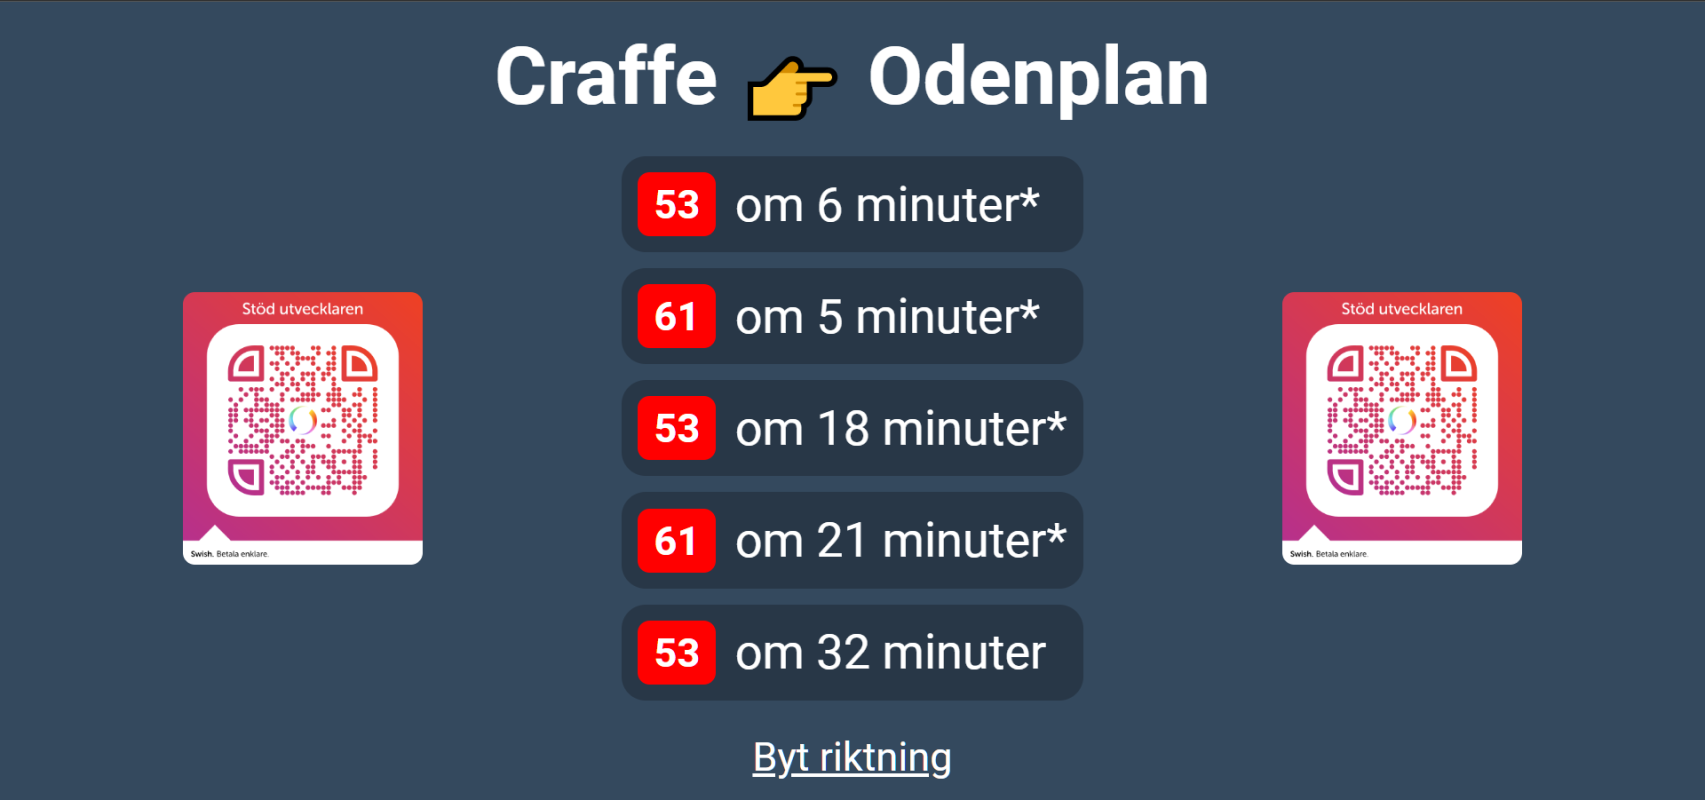 Craffe 👉 Odenplan
53 om 6 minuter*
61 om 5 minuter*
53 om 18 minuter*
61 om 21 minuter*
53 om 32 minuter
Byt riktning
Stöd utvecklaren
Swish. Betala enklare.
Stöd utvecklaren
Swish. Betala enklare.